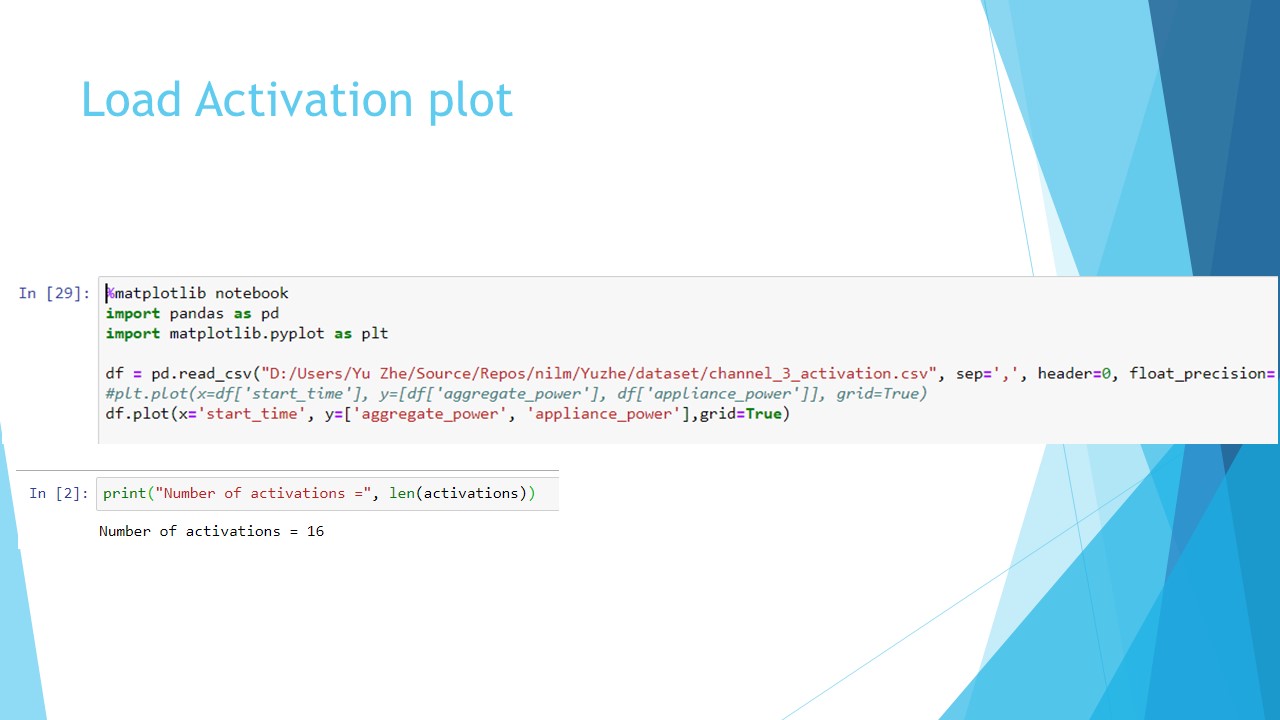 Load Activation plot
In [29]:
%matplotlib notebook
import pandas as pd
import matplotlib.pyplot as plt
df = pd.read_csv("D:/Users/Yu Zhe/Source/Repos/nilm/Yuzhe/dataset/channel_3_activation.csv", sep=',', header=0, float_precision=
#plt.plot(x=df['start_time'], y=[df['aggregate_power'], df['appliance_power']], grid=True)
df.plot(x='start_time', y=['aggregate_power', 'appliance_power'],grid=True)
In [2]:
print("Number of activations =", len(activations))
Number of activations = 16